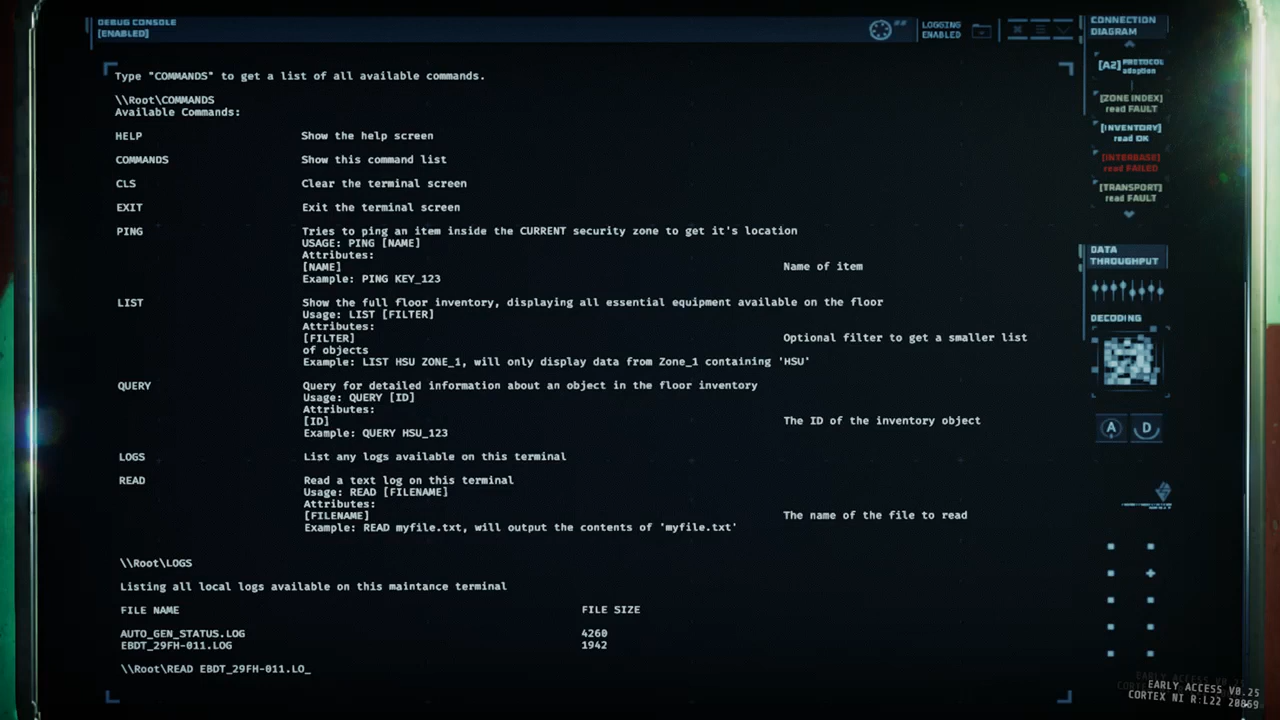 DEBUG CONSOLE
[ENABLED]
LOGGING
ENABLED
CONNECTION
DIAGRAM
Type "COMMANDS" to get a list of all available commands.
\\Root\COMMANDS
Available Commands:
HELP Show the help screen
COMMANDS Show this command list
CLS Clear the terminal screen
EXIT Exit the terminal screen
PING Tries to ping an item inside the CURRENT security zone to get it's location
USAGE: PING [NAME]
Attributes:
[NAME] Name of item
Example: PING KEY_123
LIST Show the full floor inventory, displaying all essential equipment available on the floor
Usage: LIST [FILTER]
Attributes:
[FILTER] Optional filter to get a smaller list
of objects
Example: LIST HSU ZONE_1, will only display data from Zone_1 containing 'HSU'
QUERY Query for detailed information about an object in the floor inventory
Usage: QUERY [ID]
Attributes:
[ID] The ID of the inventory object
Example: QUERY HSU_123
LOGS List any logs available on this terminal
READ Read a text log on this terminal
Usage: READ [FILENAME]
Attributes:
[FILENAME] The name of the file to read
Example: READ myfile.txt, will output the contents of 'myfile.txt'
\\Root\LOGS
Listing all local logs available on this maintance terminal
FILE NAME FILE SIZE
AUTO_GEN_STATUS.LOG 4260
EBDT_29FH-011.LOG 1942
\\Root\READ EBDT_29FH-011.LO_
[A2] PROTOCOL
adaption
[ZONE INDEX]
read FAULT
[INVENTORY]
read OK
[INTERBASE]
read FAILED
[TRANSPORT]
read FAULT
DATA
THROUGHPUT
DECODING
A D
EARLY ACCESS V0.25
CORTEX NI R:L22 20869